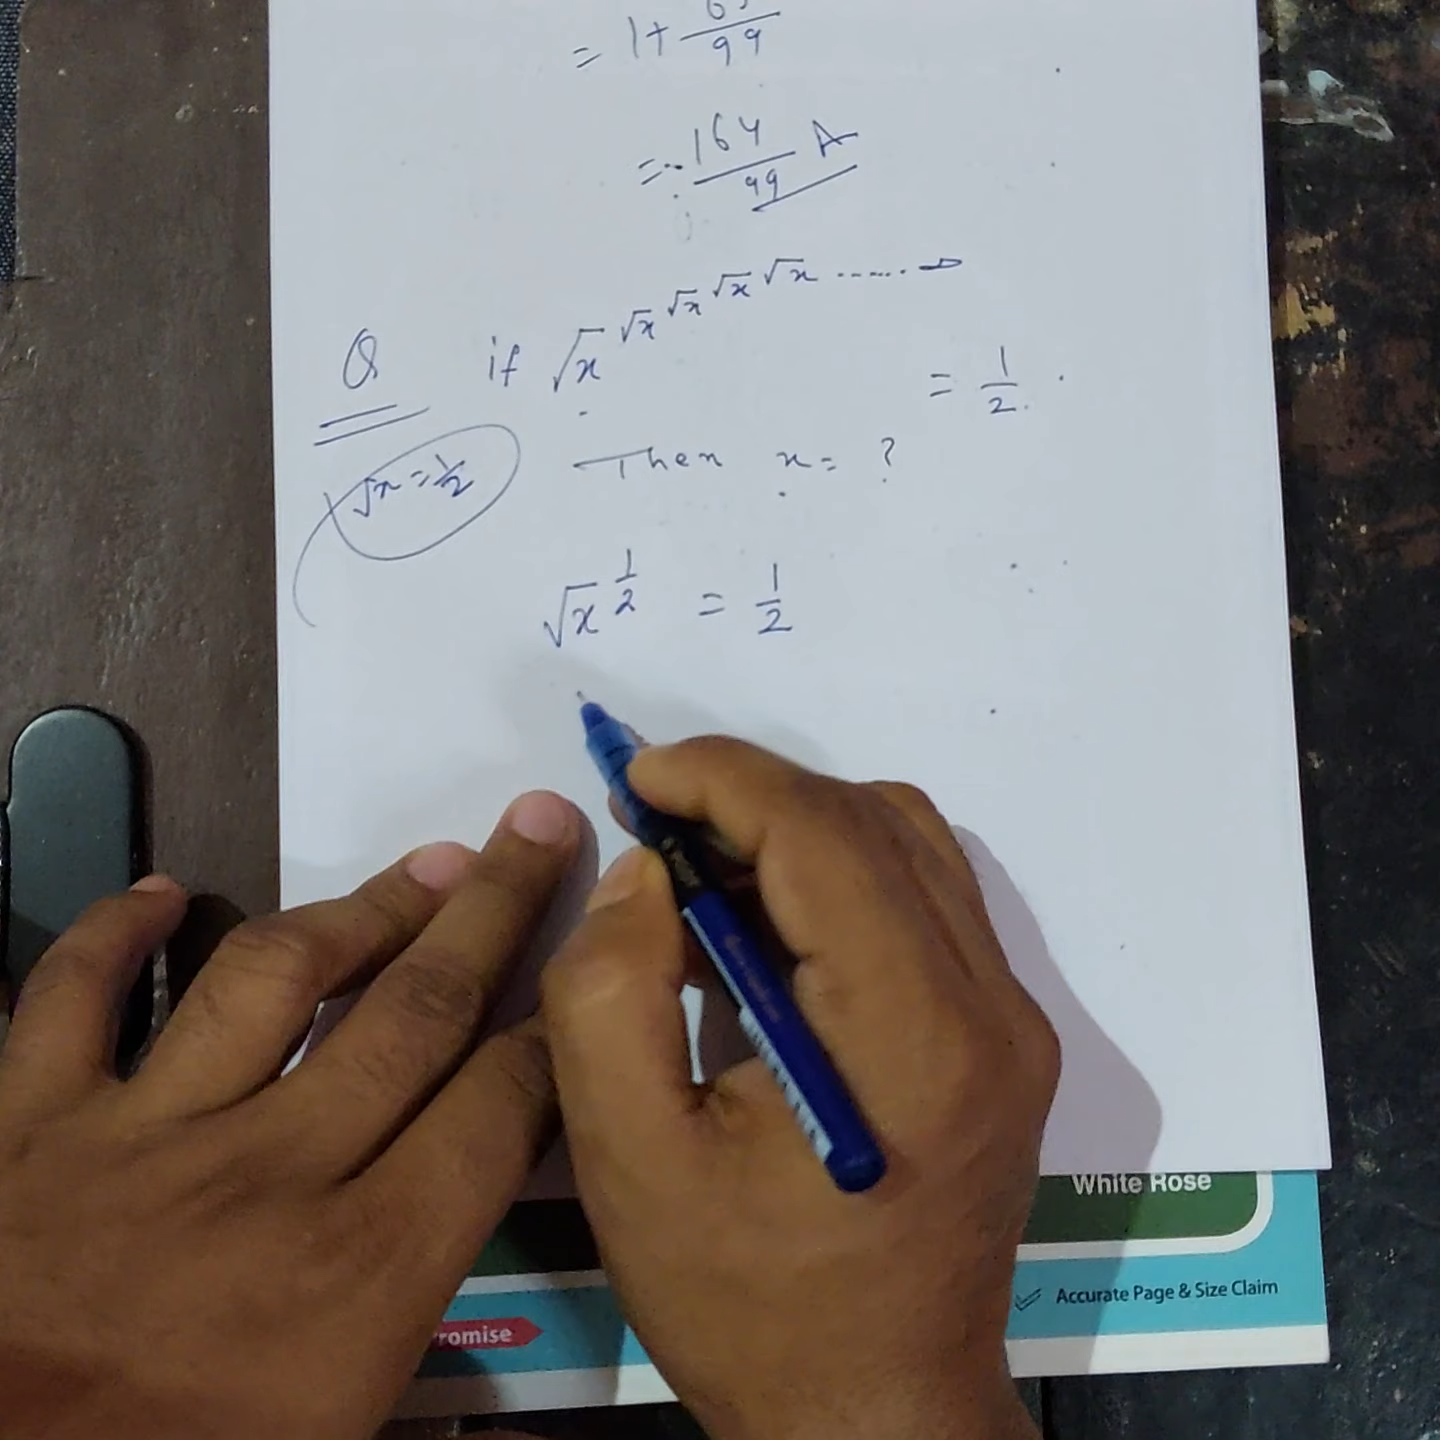 = 1+ 65/99
= 164/99 A
Q if √x^√x^√x^√x^√x ...... = 1/2.
√x = 1/2 Then x = ?
√x^1/2 = 1/2
White Rose
Accurate Page & Size Claim
romise